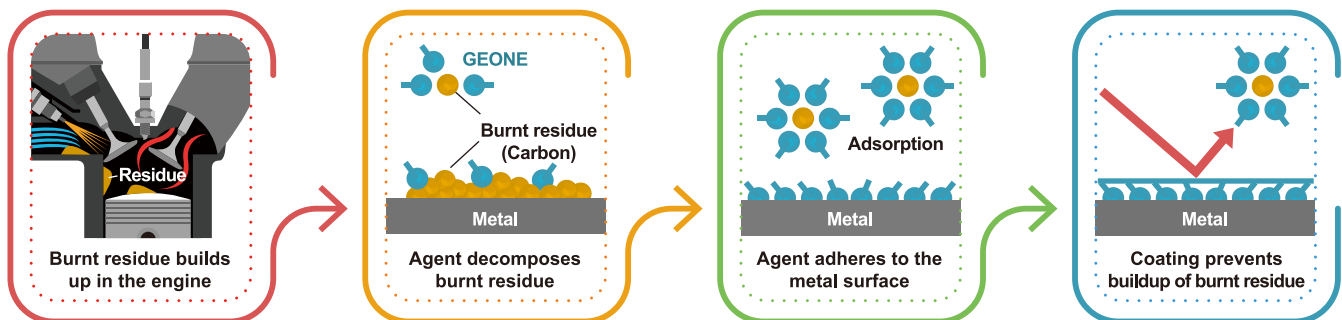 Residue
Burnt residue builds
up in the engine
GEONE
Burnt residue
(Carbon)
Metal
Agent decomposes
burnt residue
Adsorption
Metal
Agent adheres to the
metal surface
Metal
Coating prevents
buildup of burnt residue